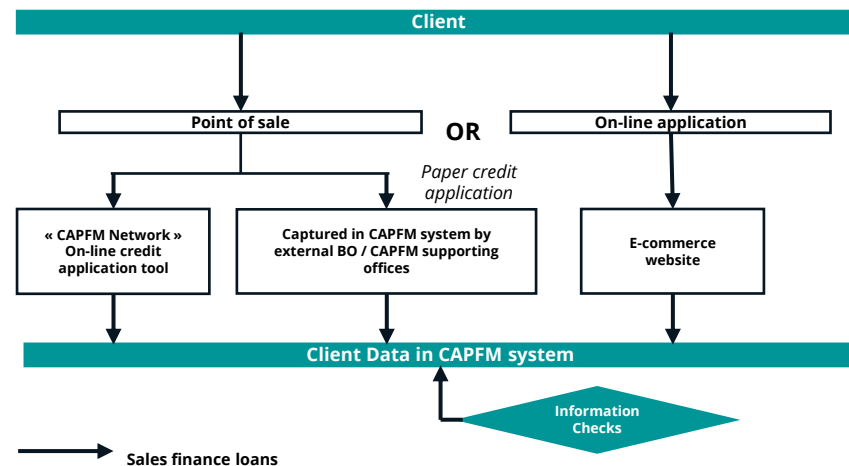 Client
Point of sale
OR
On-line application
Paper credit
application
« CAPFM Network »
On-line credit
application tool
Captured in CAPFM system by
external BO / CAPFM supporting
offices
E-commerce
website
Client Data in CAPFM system
Information
Checks
Sales finance loans